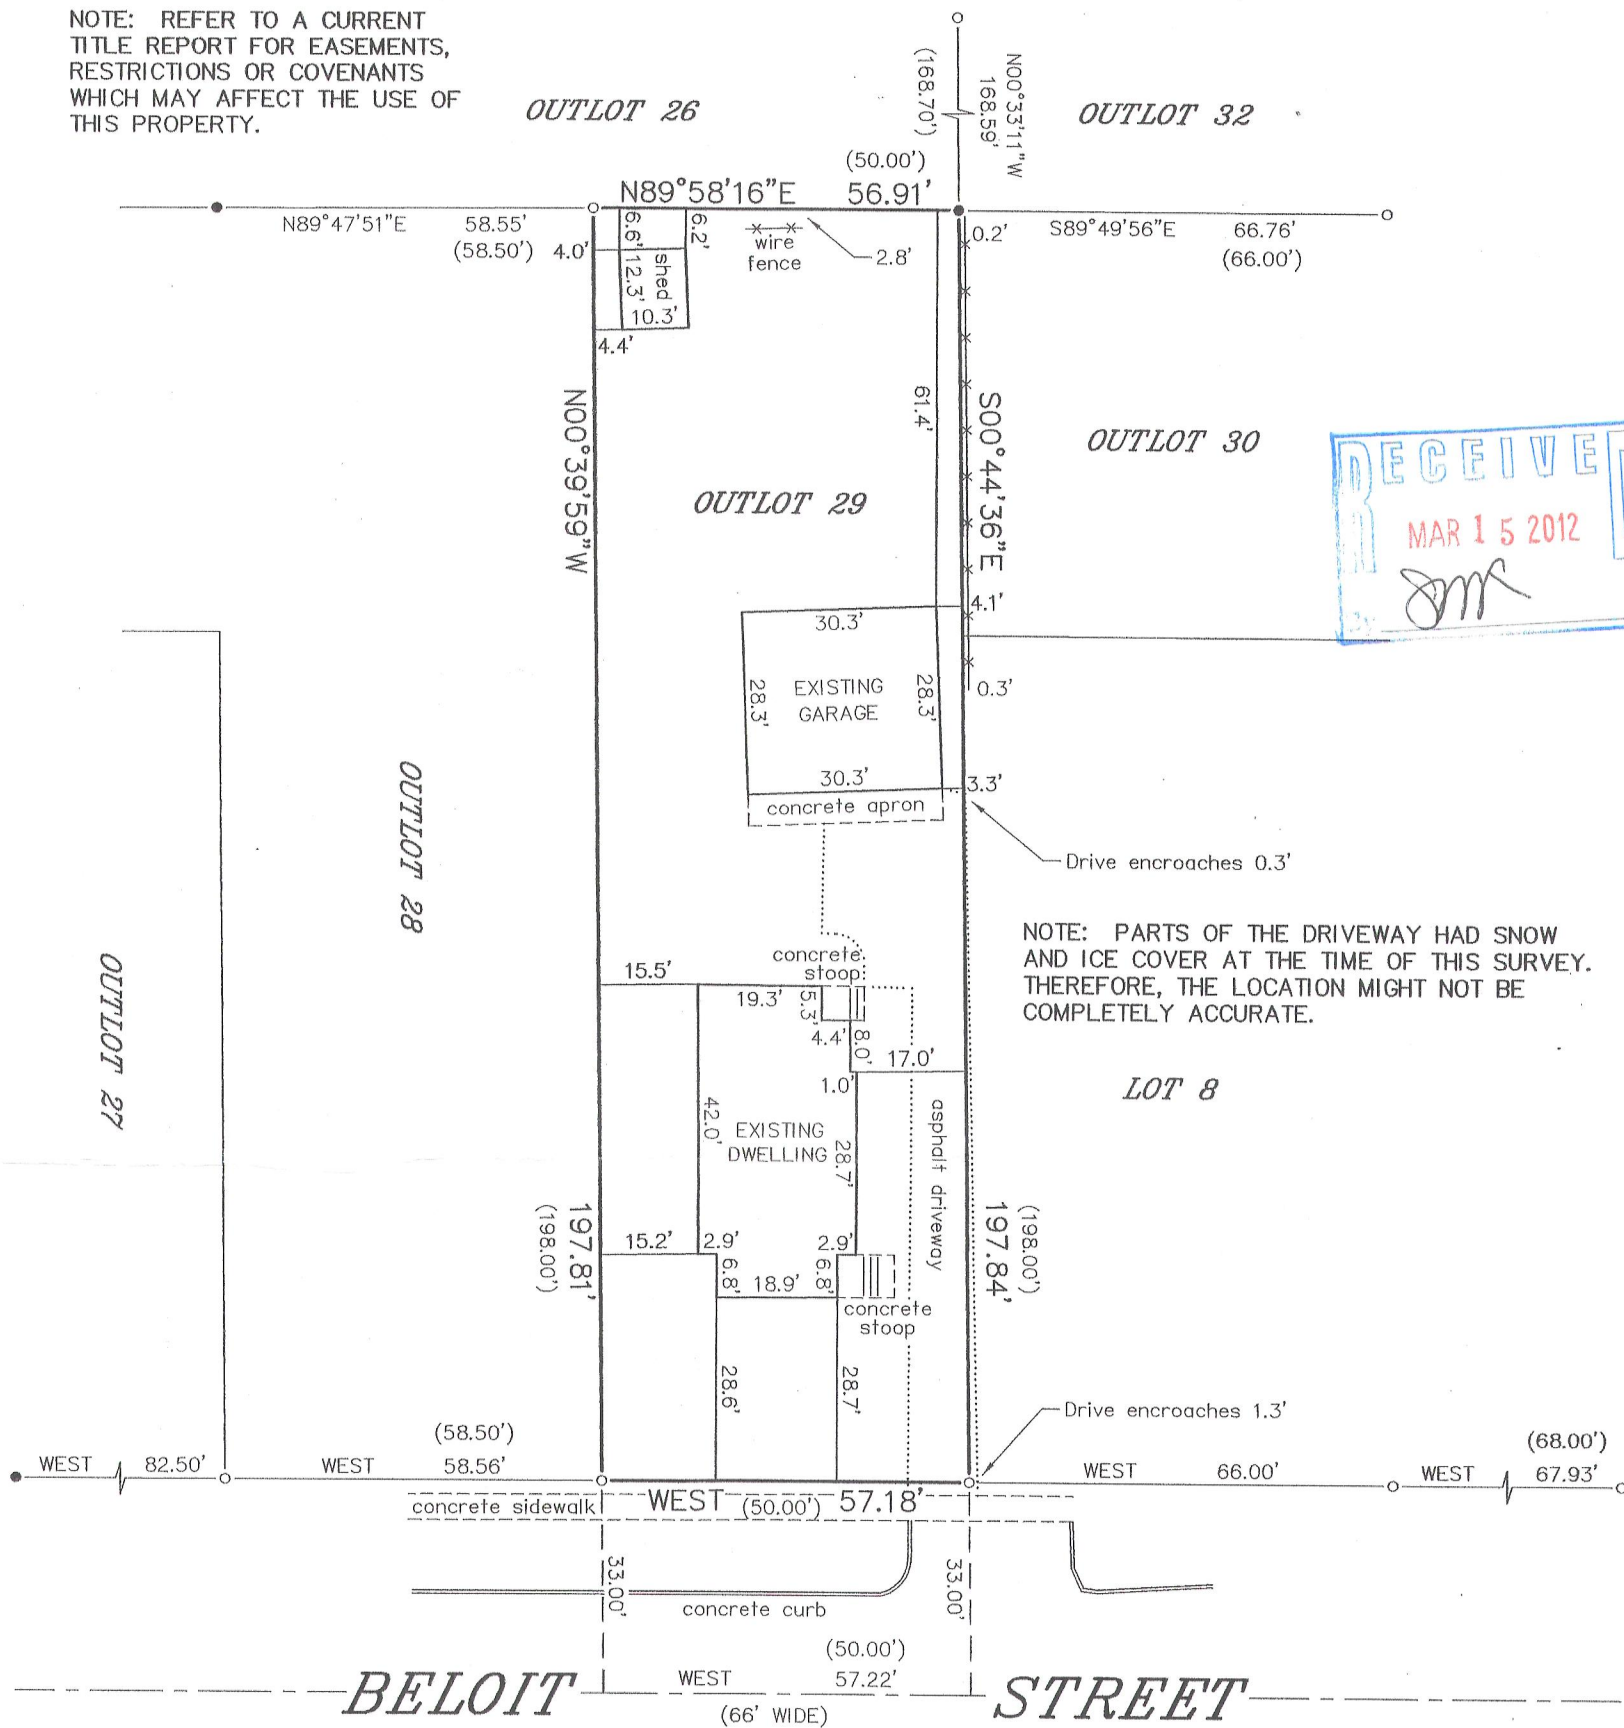 NOTE: REFER TO A CURRENT
TITLE REPORT FOR EASEMENTS,
RESTRICTIONS OR COVENANTS
WHICH MAY AFFECT THE USE OF
THIS PROPERTY.
OUTLOT 26
(168.70')
N00°33'11"W
168.59'
OUTLOT 32
(50.00')
N89°58'16"E 56.91'
N89°47'51"E 58.55'
(58.50')
S89°49'56"E 66.76'
(66.00')
4.0'
6.6'
6.2'
12.3'
shed
10.3'
4.4'
wire
fence
2.8'
0.2'
N00°39'59"W
61.4'
S00°44'36"E
OUTLOT 29
OUTLOT 30
RECEIVED
MAR 15 2012
By
4.1'
30.3'
28.3'
EXISTING
GARAGE
28.3'
0.3'
30.3'
3.3'
concrete apron
Drive encroaches 0.3'
OUTLOT 28
OUTLOT 27
NOTE: PARTS OF THE DRIVEWAY HAD SNOW
AND ICE COVER AT THE TIME OF THIS SURVEY.
THEREFORE, THE LOCATION MIGHT NOT BE
COMPLETELY ACCURATE.
concrete
stoop
15.5'
19.3'
5.3'
4.4'
8.0'
17.0'
1.0'
LOT 8
42.0'
EXISTING
DWELLING
28.7'
asphalt driveway
197.81'
(198.00')
(198.00')
197.84'
15.2'
2.9'
2.9'
6.8'
18.9'
6.8'
concrete
stoop
28.6'
28.7'
Drive encroaches 1.3'
WEST 82.50'
(58.50')
WEST 58.56'
WEST 66.00'
(68.00')
WEST 67.93'
concrete sidewalk
WEST (50.00') 57.18'
33.00'
33.00'
concrete curb
(50.00')
WEST 57.22'
BELOIT STREET
(66' WIDE)